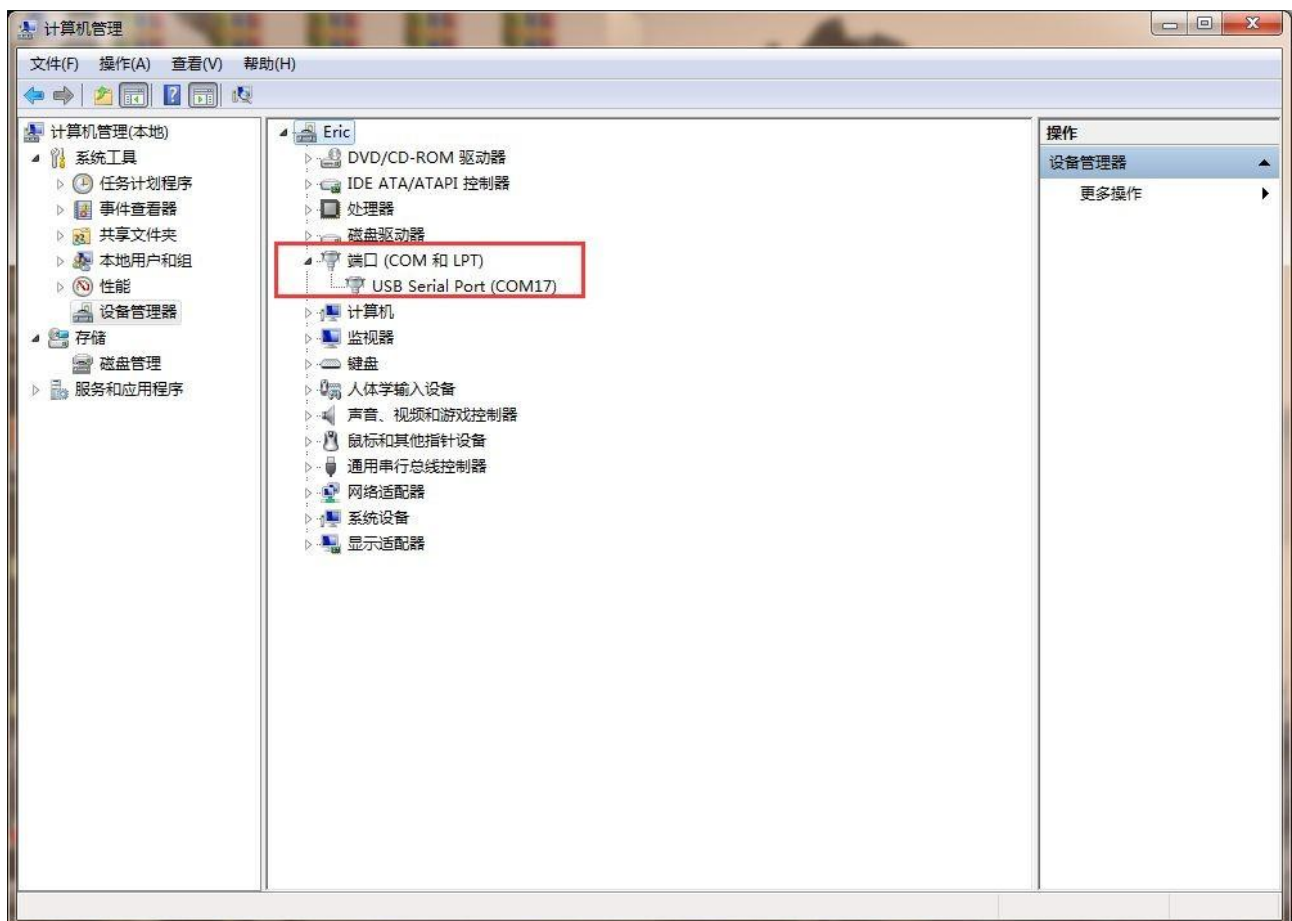 计算机管理
文件(F) 操作(A) 查看(V) 帮助(H)
计算机管理(本地)
系统工具
任务计划程序
事件查看器
共享文件夹
本地用户和组
性能
设备管理器
存储
磁盘管理
服务和应用程序
Eric
DVD/CD-ROM 驱动器
IDE ATA/ATAPI 控制器
处理器
磁盘驱动器
端口 (COM 和 LPT)
USB Serial Port (COM17)
计算机
监视器
键盘
人体学输入设备
声音、视频和游戏控制器
鼠标和其他指针设备
通用串行总线控制器
网络适配器
系统设备
显示适配器
操作
设备管理器
更多操作